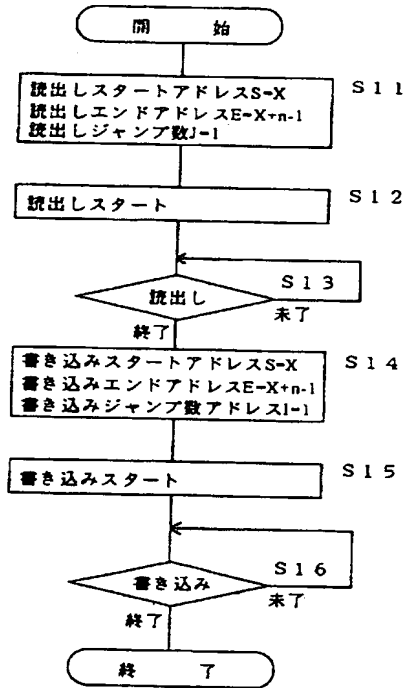 開 始
読出しスタートアドレスS=X S11
読出しエンドアドレスE=X+n-1
読出しジャンプ数J=1
読出しスタート S12
S13
読出し
未了
終了
書き込みスタートアドレスS=X S14
書き込みエンドアドレスE=X+n-1
書き込みジャンプ数アドレスI=1
書き込みスタート S15
S16
書き込み
未了
終了
終 了